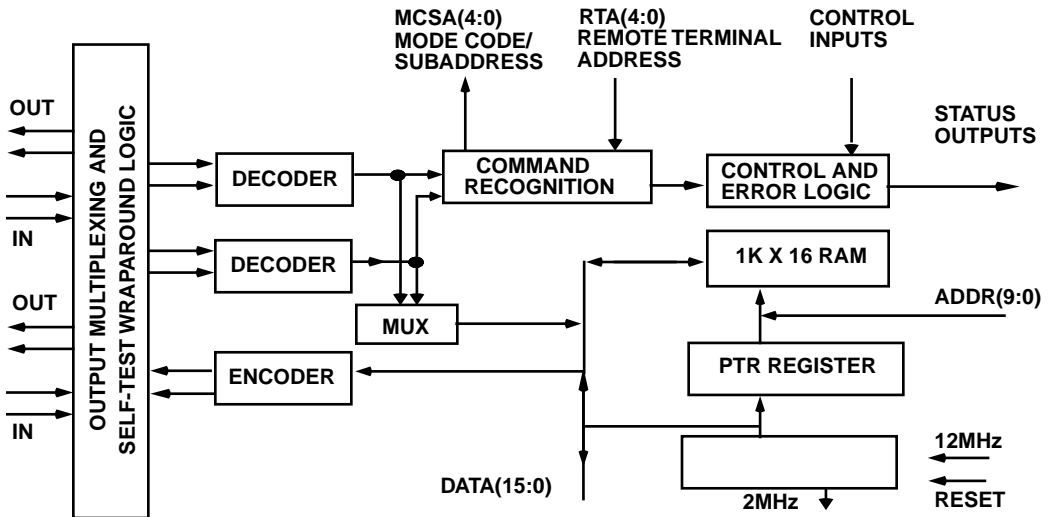 MCSA(4:0)
MODE CODE/
SUBADDRESS
RTA(4:0)
REMOTE TERMINAL
ADDRESS
CONTROL
INPUTS
STATUS
OUTPUTS
OUT
IN
OUT
IN
OUTPUT MULTIPLEXING AND
SELF-TEST WRAPAROUND LOGIC
DECODER
COMMAND
RECOGNITION
CONTROL AND
ERROR LOGIC
DECODER
1K X 16 RAM
ADDR(9:0)
MUX
ENCODER
PTR REGISTER
12MHz
DATA(15:0)
2MHz
RESET